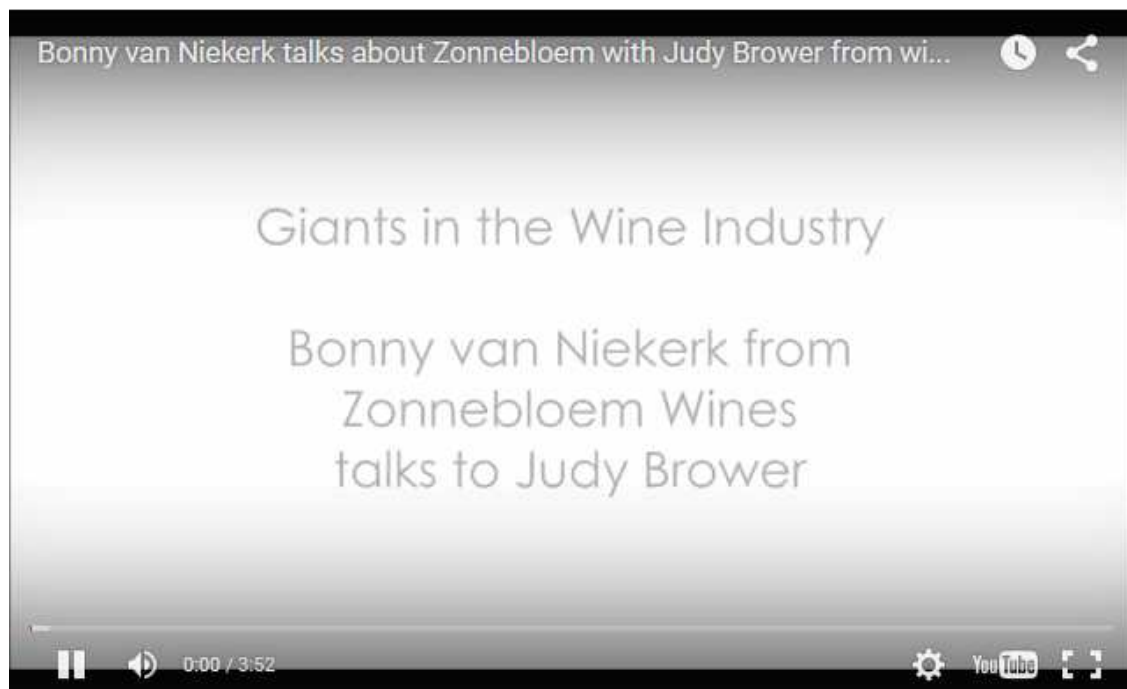 Bonny van Niekerk talks about Zonnebloem with Judy Brower from wi...
Giants in the Wine Industry
Bonny van Niekerk from
Zonnebloem Wines
talks to Judy Brower
0:00 / 3:52
YouTube